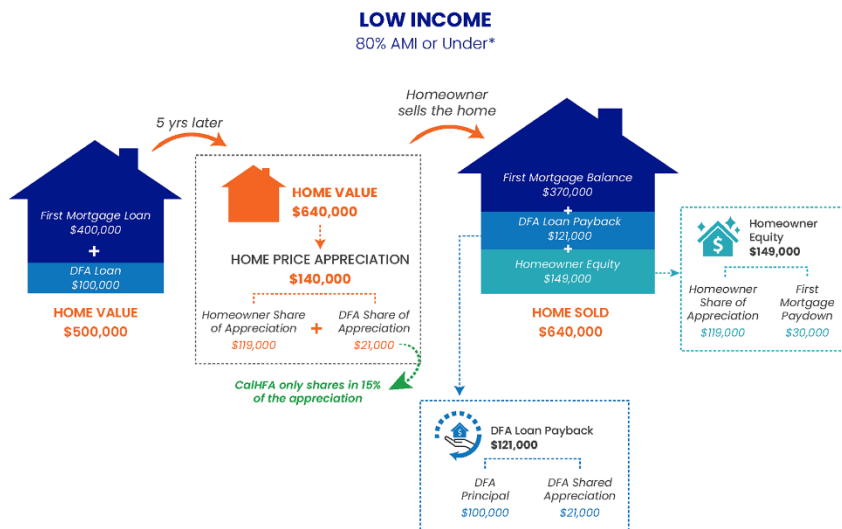 LOW INCOME
80% AMI or Under*
5 yrs later
Homeowner
sells the home
First Mortgage Loan
$400,000
+
DFA Loan
$100,000
HOME VALUE
$500,000
HOME VALUE
$640,000
HOME PRICE APPRECIATION
$140,000
Homeowner Share
of Appreciation
$119,000
+
DFA Share of
Appreciation
$21,000
CalHFA only shares in 15%
of the appreciation
First Mortgage Balance
$370,000
+
DFA Loan Payback
$121,000
+
Homeowner Equity
$149,000
HOME SOLD
$640,000
$
Homeowner
Equity
$149,000
Homeowner
Share of
Appreciation
$119,000
First
Mortgage
Paydown
$30,000
$
DFA Loan Payback
$121,000
DFA
Principal
$100,000
DFA Shared
Appreciation
$21,000